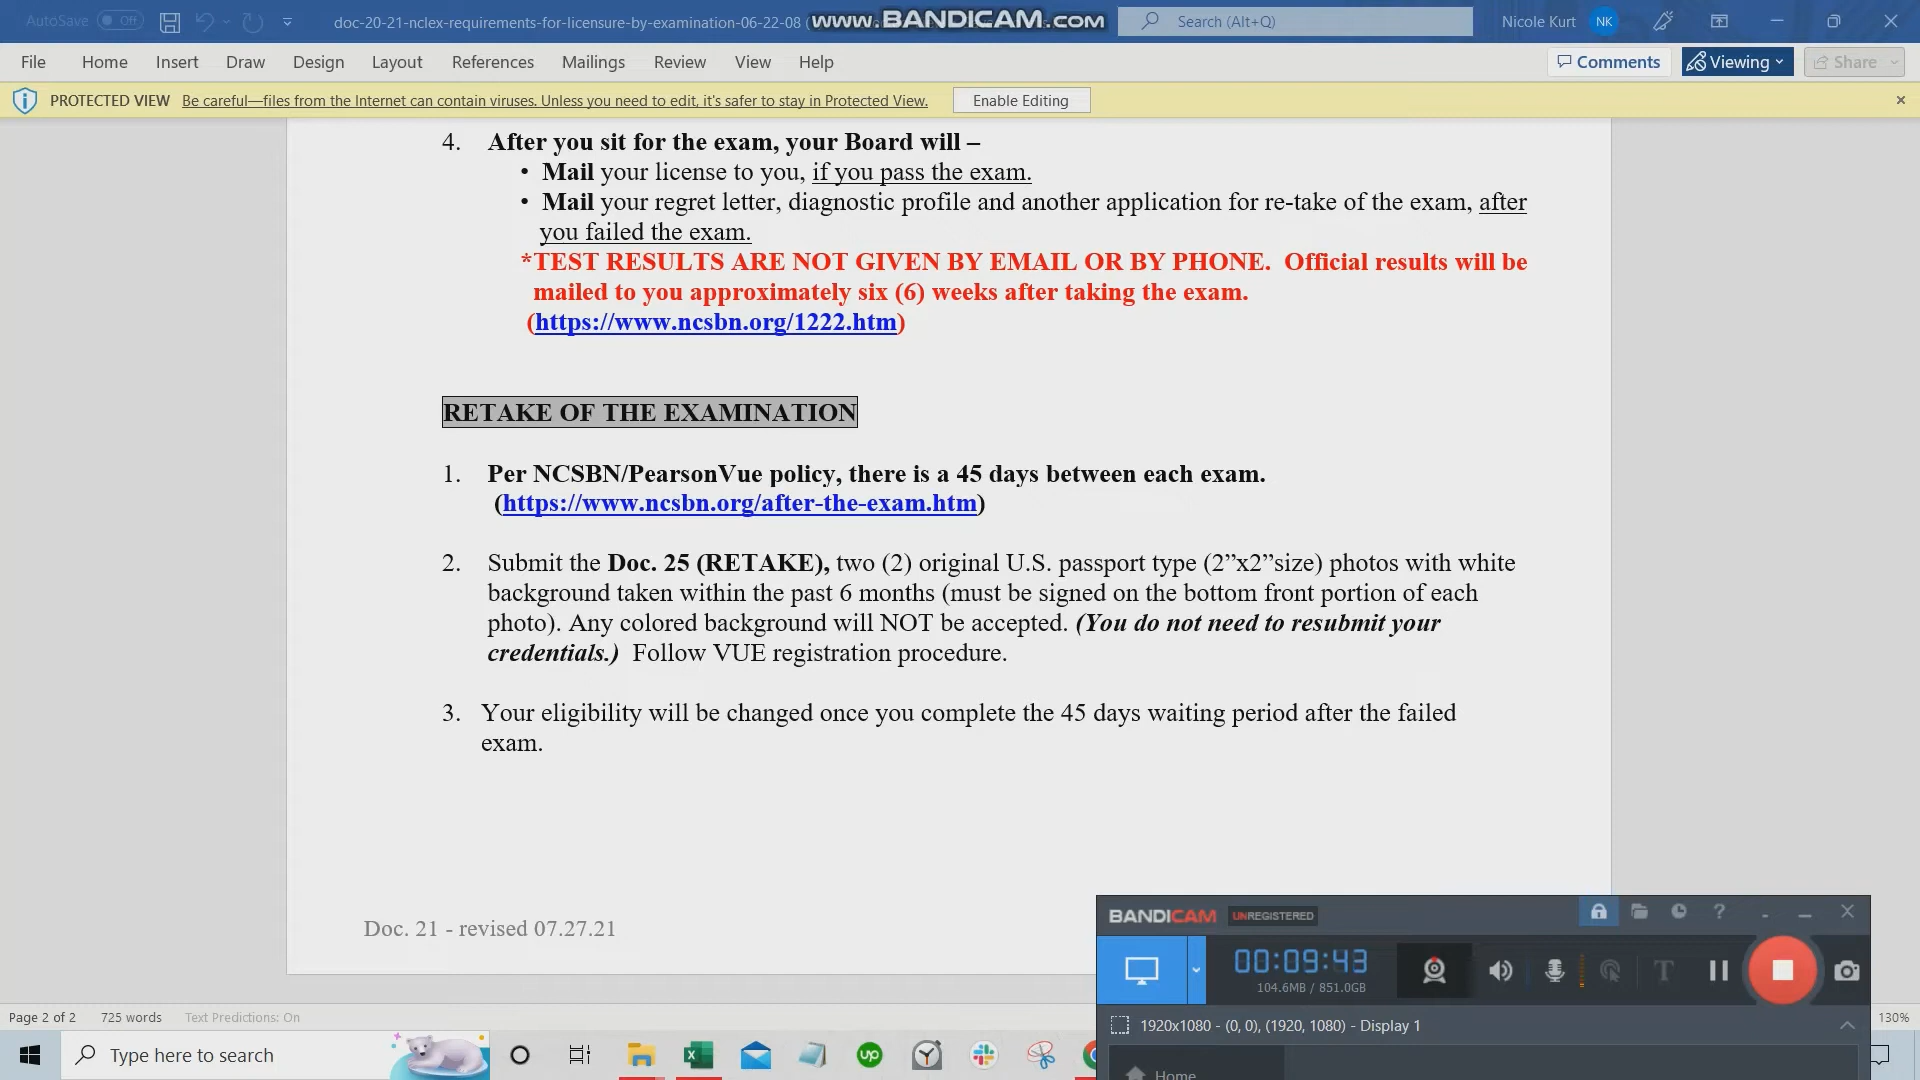 AutoSave Off
doc-20-21-nclex-requirements-for-licensure-by-examination-06-22-08 (
www.BANDICAM.com
Search (Alt+Q)
Nicole Kurt NK
File Home Insert Draw Design Layout References Mailings Review View Help
Comments Viewing Share
PROTECTED VIEW Be careful—files from the Internet can contain viruses. Unless you need to edit, it's safer to stay in Protected View. Enable Editing
4. After you sit for the exam, your Board will –
• Mail your license to you, if you pass the exam.
• Mail your regret letter, diagnostic profile and another application for re-take of the exam, after
you failed the exam.
*TEST RESULTS ARE NOT GIVEN BY EMAIL OR BY PHONE. Official results will be
mailed to you approximately six (6) weeks after taking the exam.
(https://www.ncsbn.org/1222.htm)
RETAKE OF THE EXAMINATION
1. Per NCSBN/PearsonVue policy, there is a 45 days between each exam.
(https://www.ncsbn.org/after-the-exam.htm)
2. Submit the Doc. 25 (RETAKE), two (2) original U.S. passport type (2”x2”size) photos with white
background taken within the past 6 months (must be signed on the bottom front portion of each
photo). Any colored background will NOT be accepted. (You do not need to resubmit your
credentials.) Follow VUE registration procedure.
3. Your eligibility will be changed once you complete the 45 days waiting period after the failed
exam.
Doc. 21 - revised 07.27.21
BANDICAM UNREGISTERED
00:09:43
104.6MB / 851.0GB
1920x1080 - (0, 0), (1920, 1080) - Display 1
Home
Page 2 of 2 725 words Text Predictions: On
130%
Type here to search